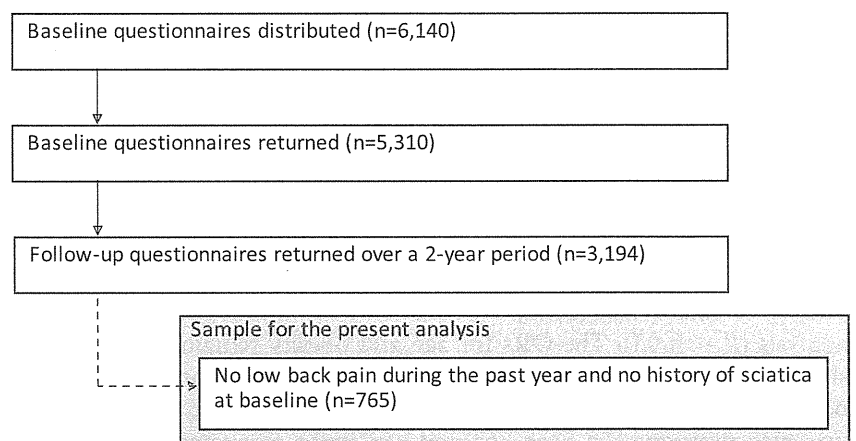 Baseline questionnaires distributed (n=6,140)
Baseline questionnaires returned (n=5,310)
Follow-up questionnaires returned over a 2-year period (n=3,194)
Sample for the present analysis
No low back pain during the past year and no history of sciatica
at baseline (n=765)